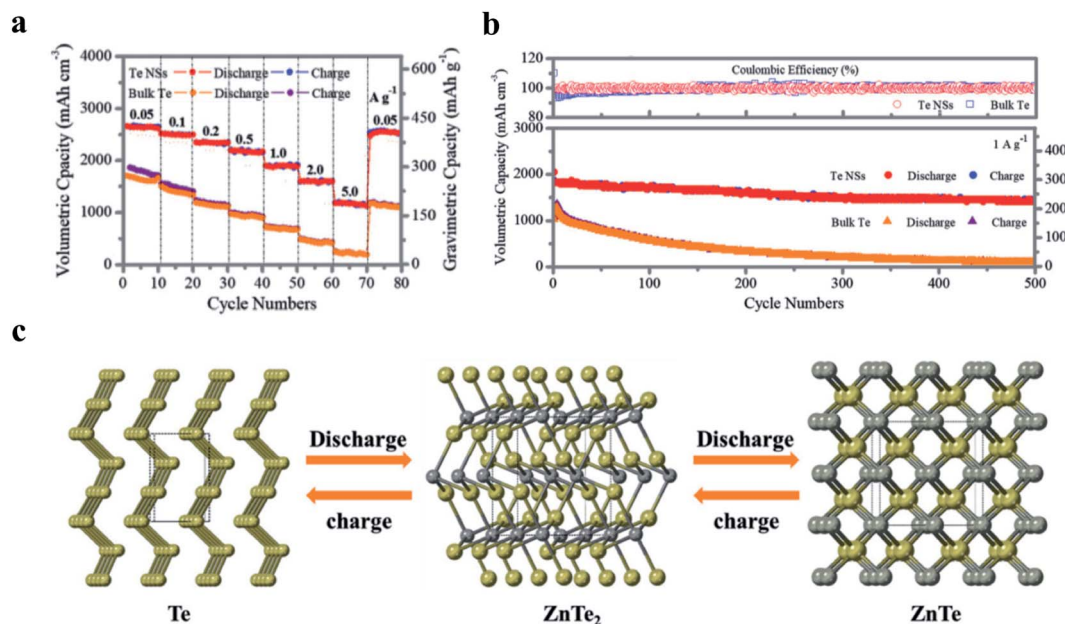 a
4000
3000
2000
1000
0
Volumetric Cpacity (mAh cm⁻³)
Te NSs Discharge Charge
Bulk Te Discharge Charge
A g⁻¹
0.05 0.1 0.2 0.5 1.0 2.0 5.0 0.05
600
450
300
150
0
Gravimetric Cpacity (mAh g⁻¹)
0 10 20 30 40 50 60 70 80
Cycle Numbers
b
120
100
80
Coulombic Efficiency (%)
Te NSs Bulk Te
3000
2000
1000
0
Volumetric Capacity (mAh cm⁻³)
1 A g⁻¹
Te NSs Discharge Charge
Bulk Te Discharge Charge
400
300
200
100
0
0 100 200 300 400 500
Cycle Numbers
c
Discharge
charge
Discharge
charge
Te
ZnTe₂
ZnTe